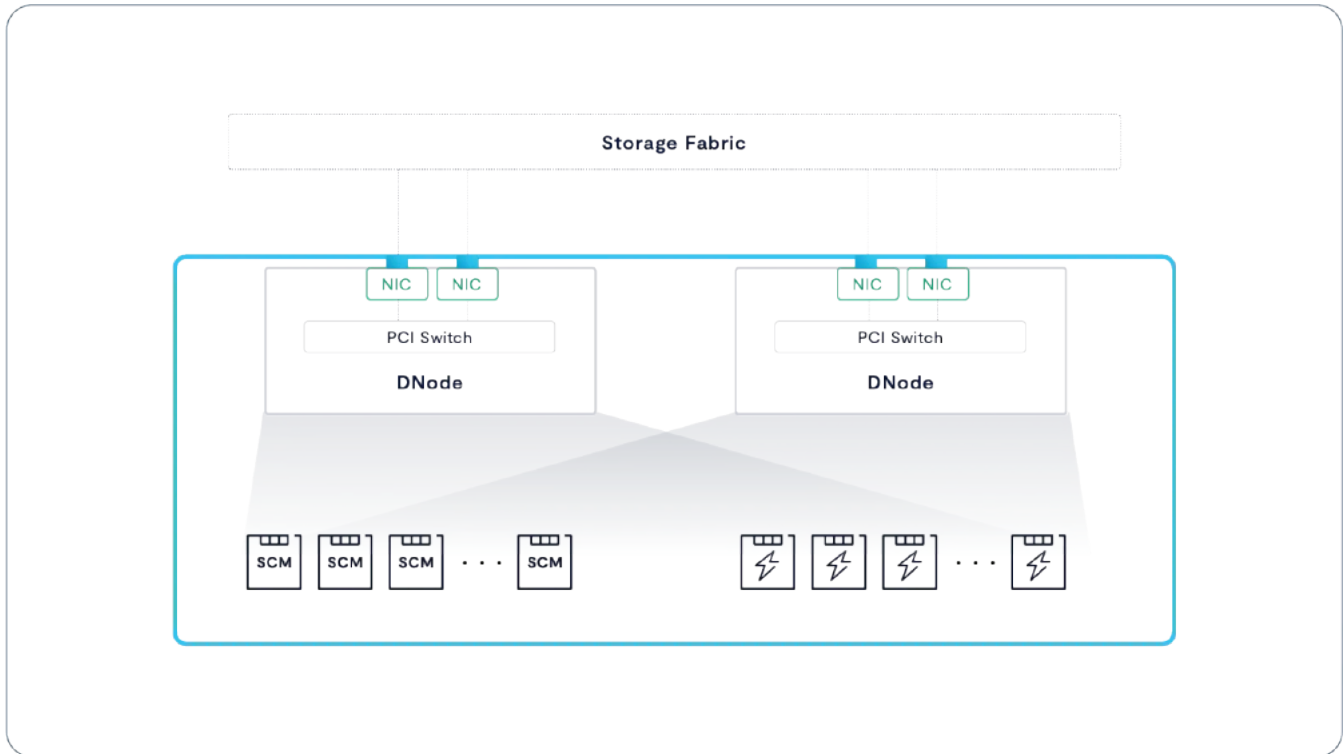 Storage Fabric
NIC NIC NIC NIC
PCI Switch PCI Switch
DNode DNode
SCM SCM SCM . . . SCM . . .